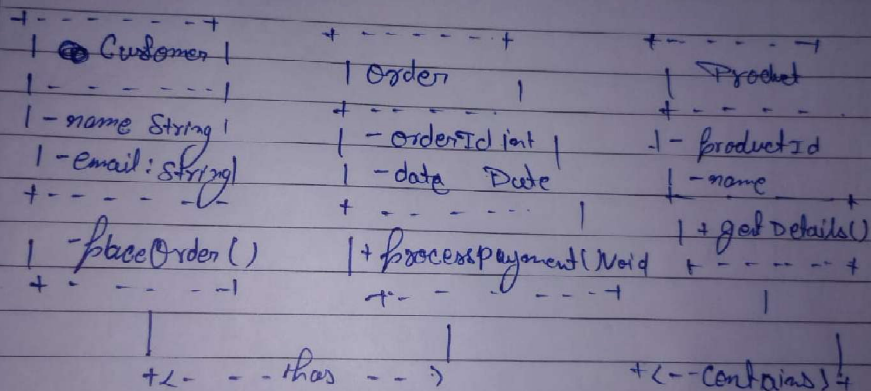 Customer
Order
Product
-name String
-email: String
-orderId int
-date Date
-productId
-name
-placeOrder()
+processPayment(Void
+getDetails()
+<- - - has - - ->
+<- - contains>+